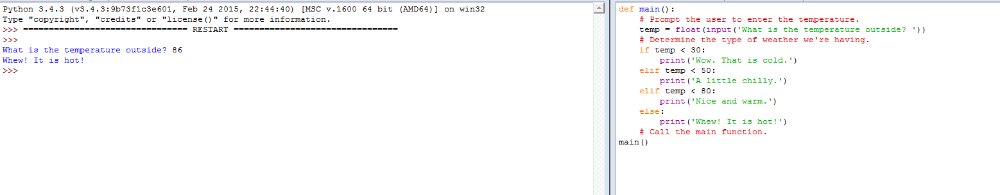 Python 3.4.3 (v3.4.3:9b73f1c3e601, Feb 24 2015, 22:44:40) [MSC v.1600 64 bit (AMD64)] on win32
Type "copyright", "credits" or "license()" for more information.
>>> ================================ RESTART ================================
>>>
What is the temperature outside? 86
Whew! It is hot!
>>>
def main():
    # Prompt the user to enter the temperature.
    temp = float(input('What is the temperature outside? '))
    # Determine the type of weather we're having.
    if temp < 30:
        print('Wow. That is cold.')
    elif temp < 50:
        print('A little chilly.')
    elif temp < 80:
        print('Nice and warm.')
    else:
        print('Whew! It is hot!')
    # Call the main function.
main()